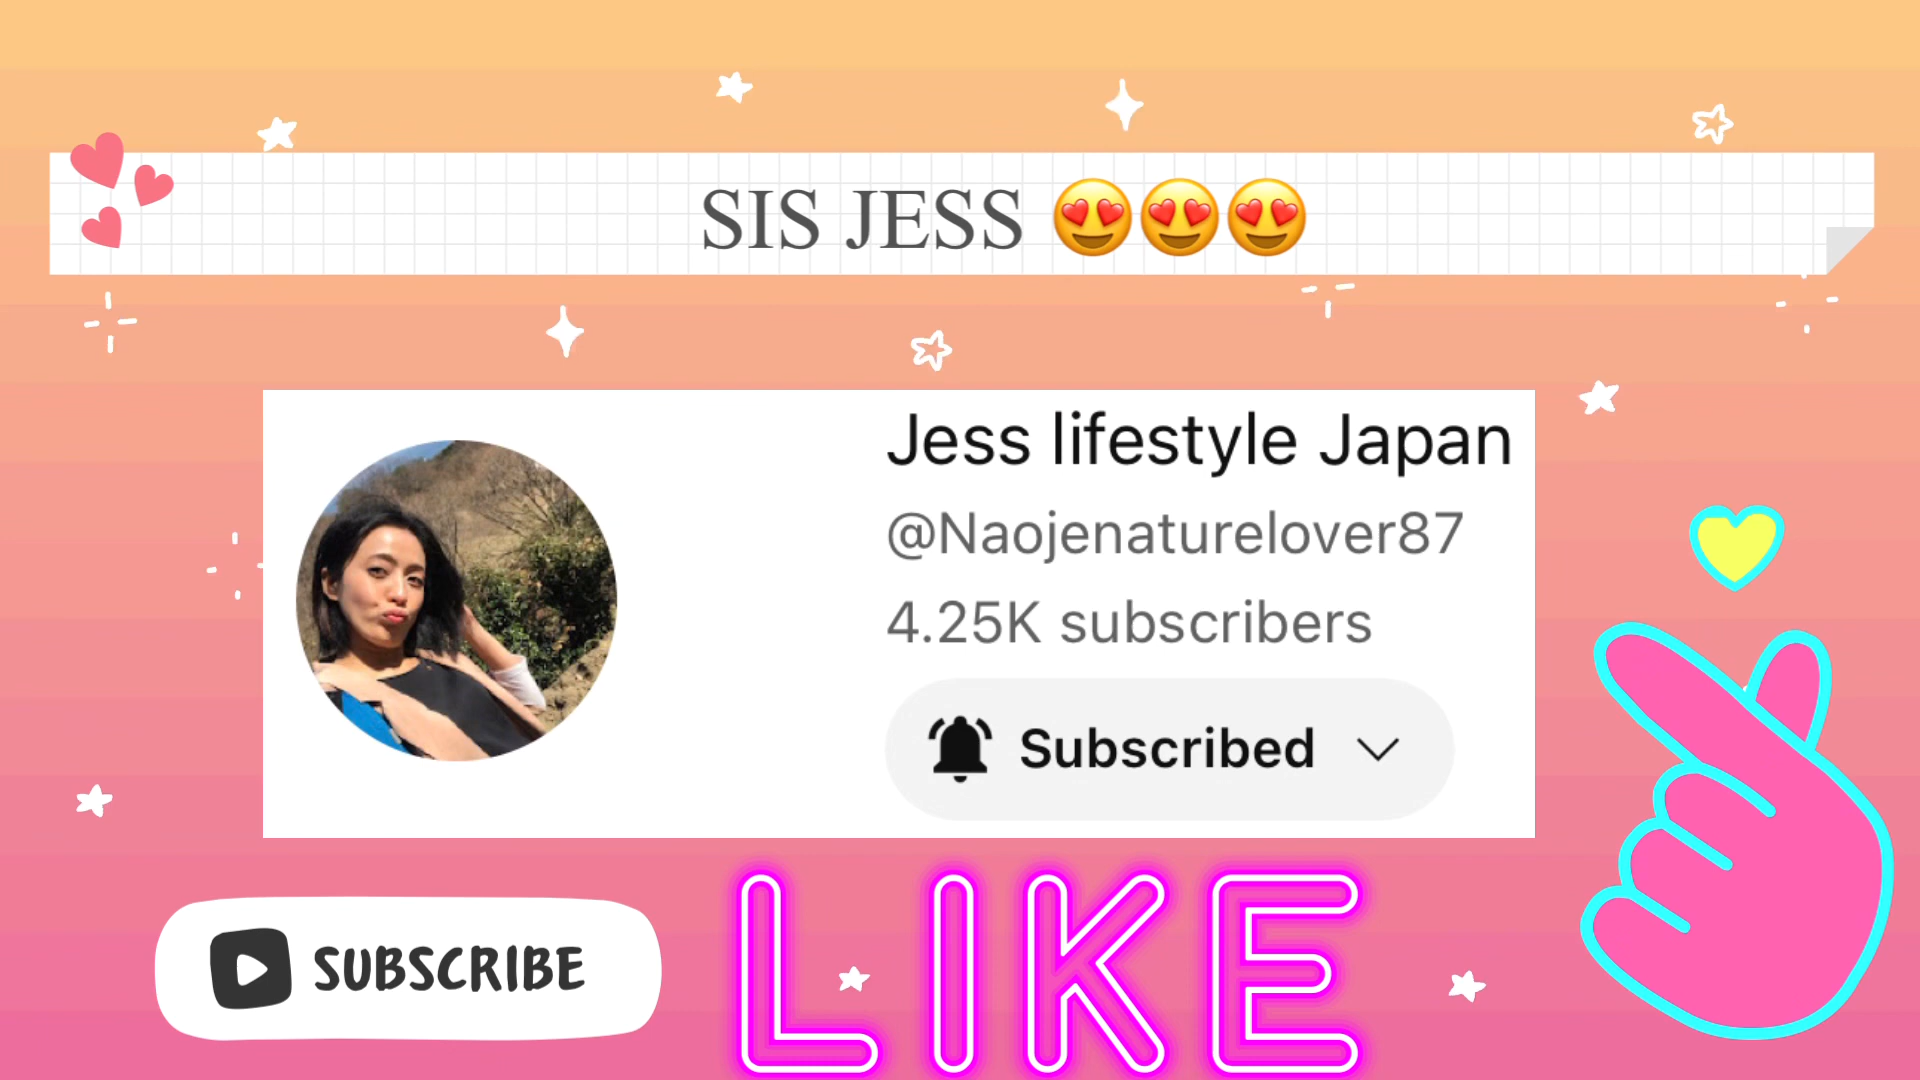 SIS JESS 😍😍😍
Jess lifestyle Japan
@Naojenaturelover87
4.25K subscribers
Subscribed
SUBSCRIBE
LIKE